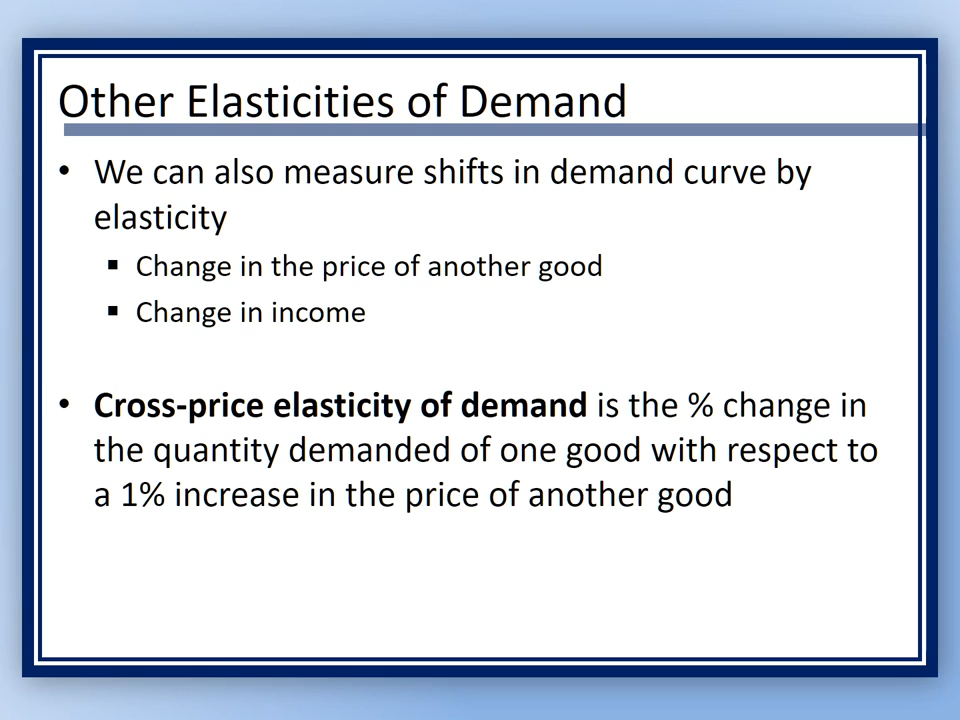 Other Elasticities of Demand
• We can also measure shifts in demand curve by
elasticity
▪ Change in the price of another good
▪ Change in income
• Cross-price elasticity of demand is the % change in
the quantity demanded of one good with respect to
a 1% increase in the price of another good